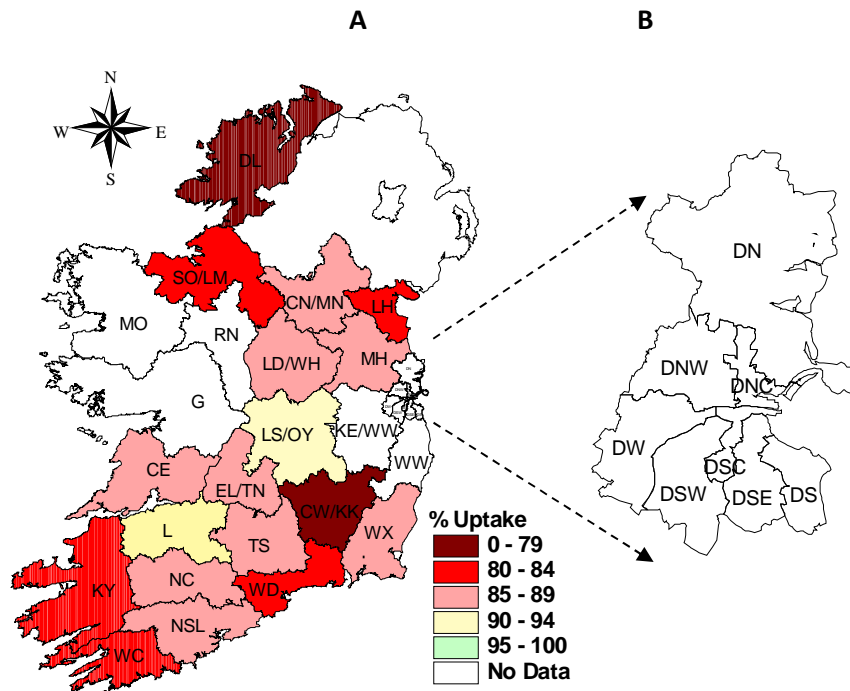 A
B
N
W
E
S
DL
SO/LM
MO
RN
CN/MN
LH
LD/WH
MH
G
LS/OY
KE/WW
WW
CE
EL/TN
CW/KK
L
TS
WX
KY
NC
WD
NSL
WC
DN
DNW
DNC
DW
DSC
DSW
DSE
DS
% Uptake
0 - 79
80 - 84
85 - 89
90 - 94
95 - 100
No Data